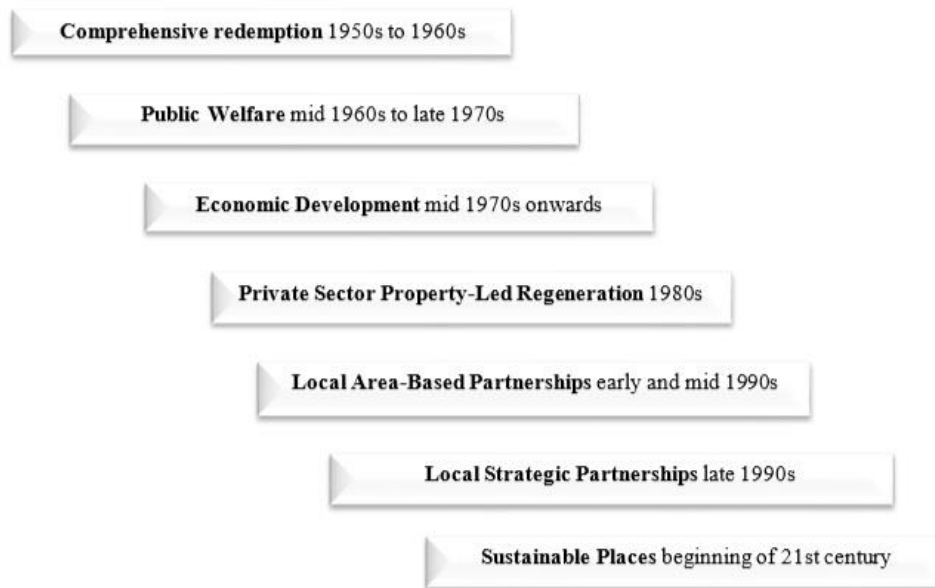 Comprehensive redemption 1950s to 1960s
Public Welfare mid 1960s to late 1970s
Economic Development mid 1970s onwards
Private Sector Property-Led Regeneration 1980s
Local Area-Based Partnerships early and mid 1990s
Local Strategic Partnerships late 1990s
Sustainable Places beginning of 21st century